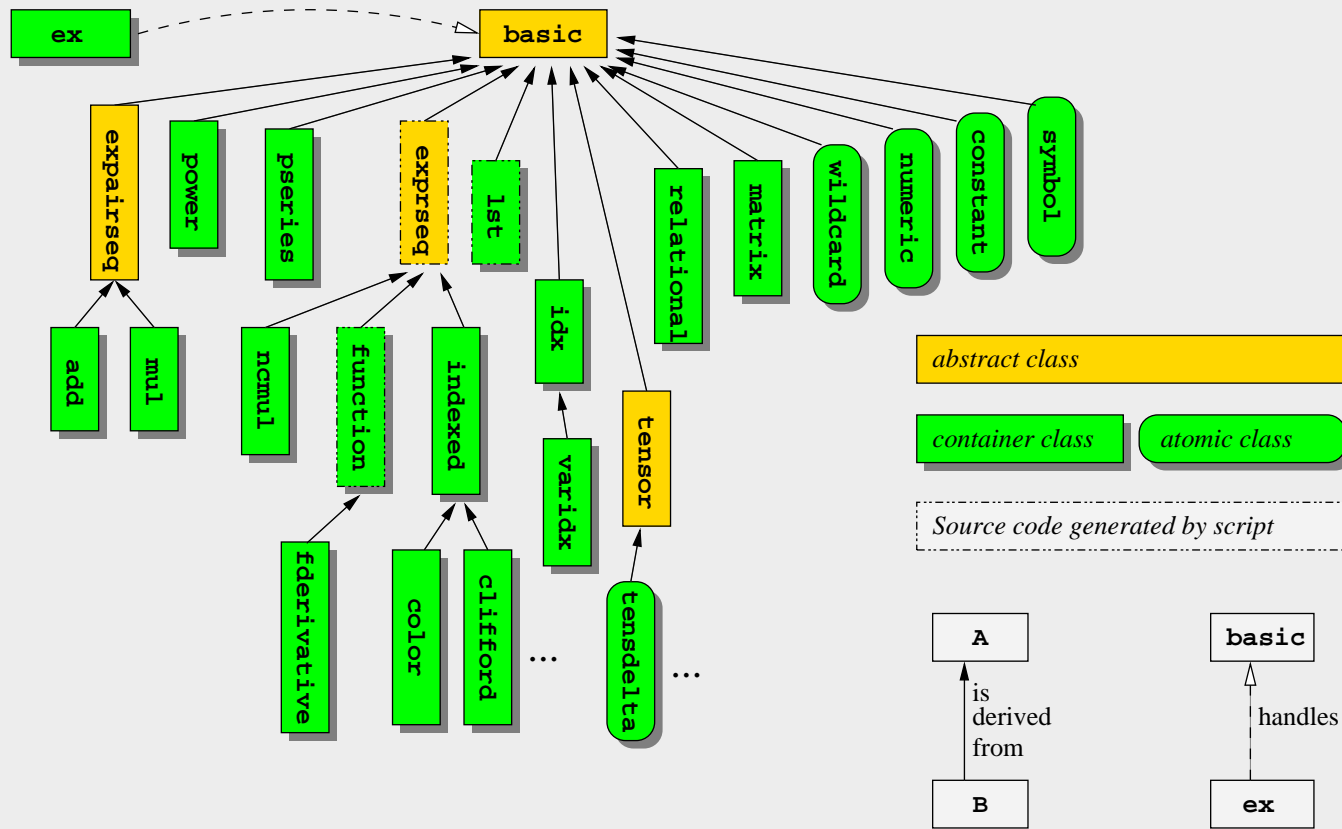 ex
basic
expairseq
power
pseries
exprseq
lst
idx
tensor
relational
matrix
wildcard
numeric
constant
symbol
add
mul
ncmul
function
indexed
varidx
fderivative
color
clifford
...
tensdelta
...
abstract class
container class
atomic class
Source code generated by script
A
is
derived
from
B
basic
handles
ex